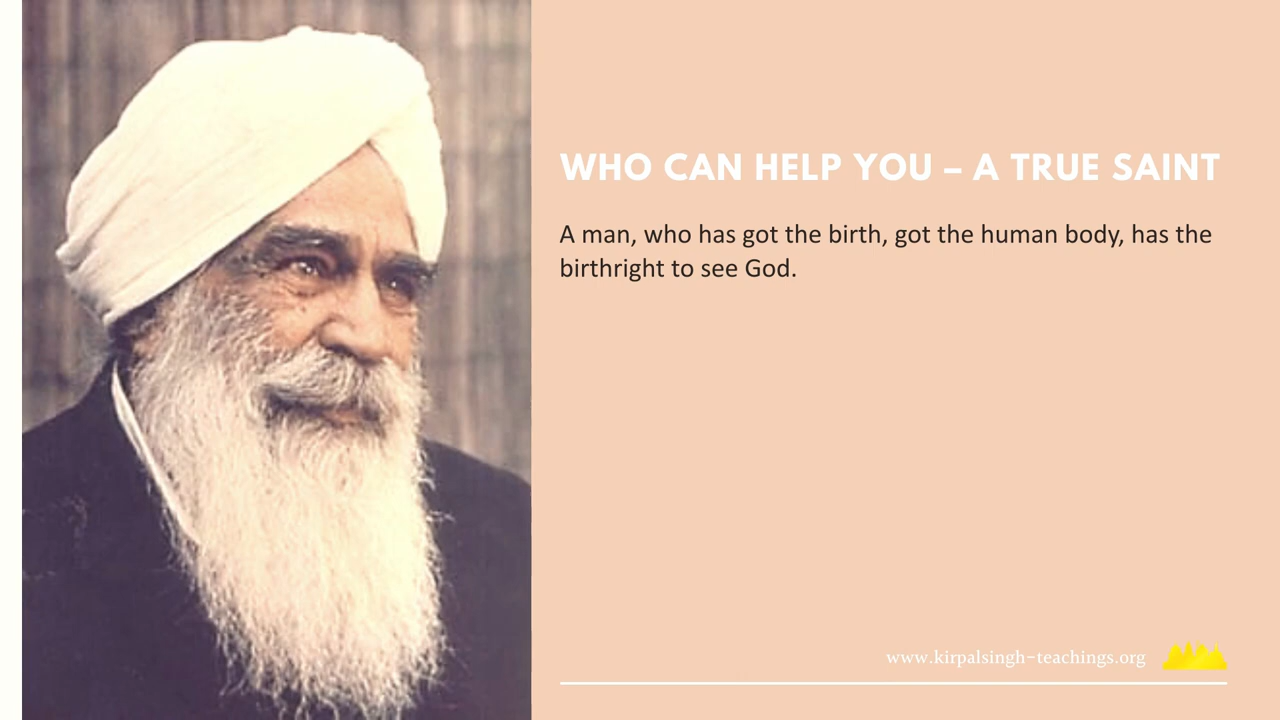 WHO CAN HELP YOU – A TRUE SAINT
A man, who has got the birth, got the human body, has the
birthright to see God.
www.kirpalsingh-teachings.org